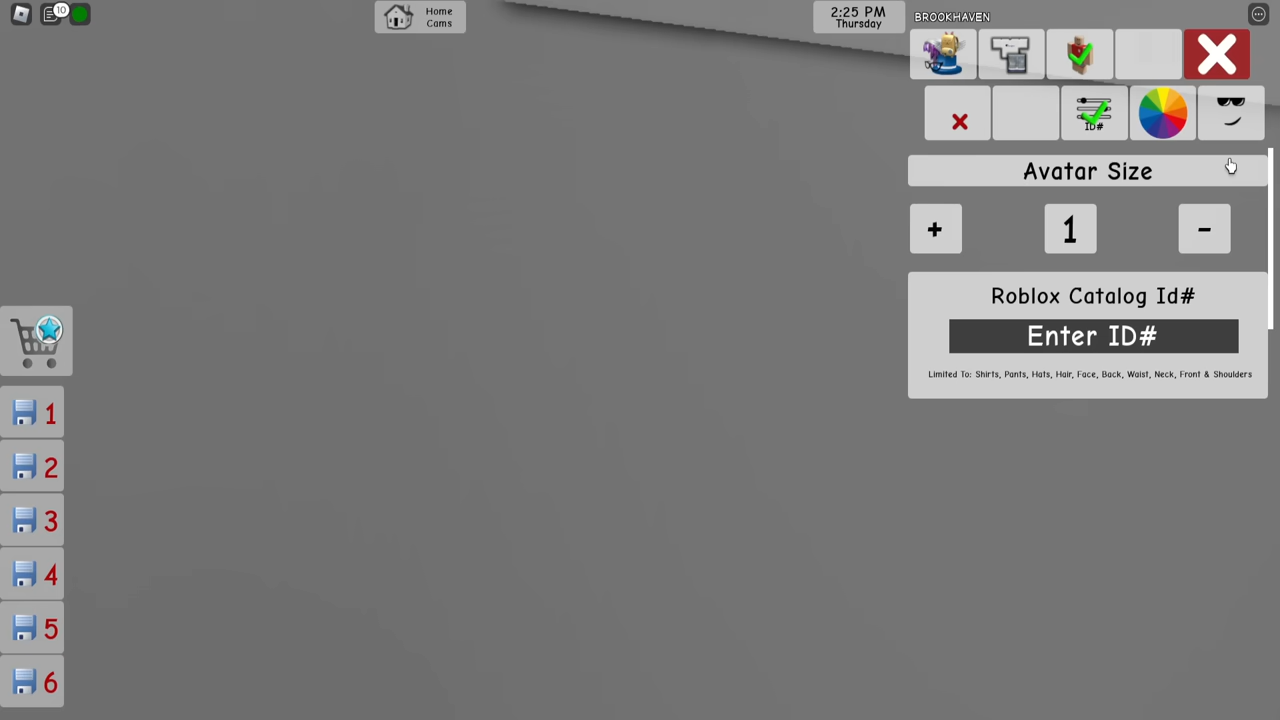 10
Home
Cams
2:25 PM
Thursday
BROOKHAVEN
ID#
Avatar Size
+ 1 -
Roblox Catalog Id#
Enter ID#
Limited To: Shirts, Pants, Hats, Hair, Face, Back, Waist, Neck, Front & Shoulders
1
2
3
4
5
6